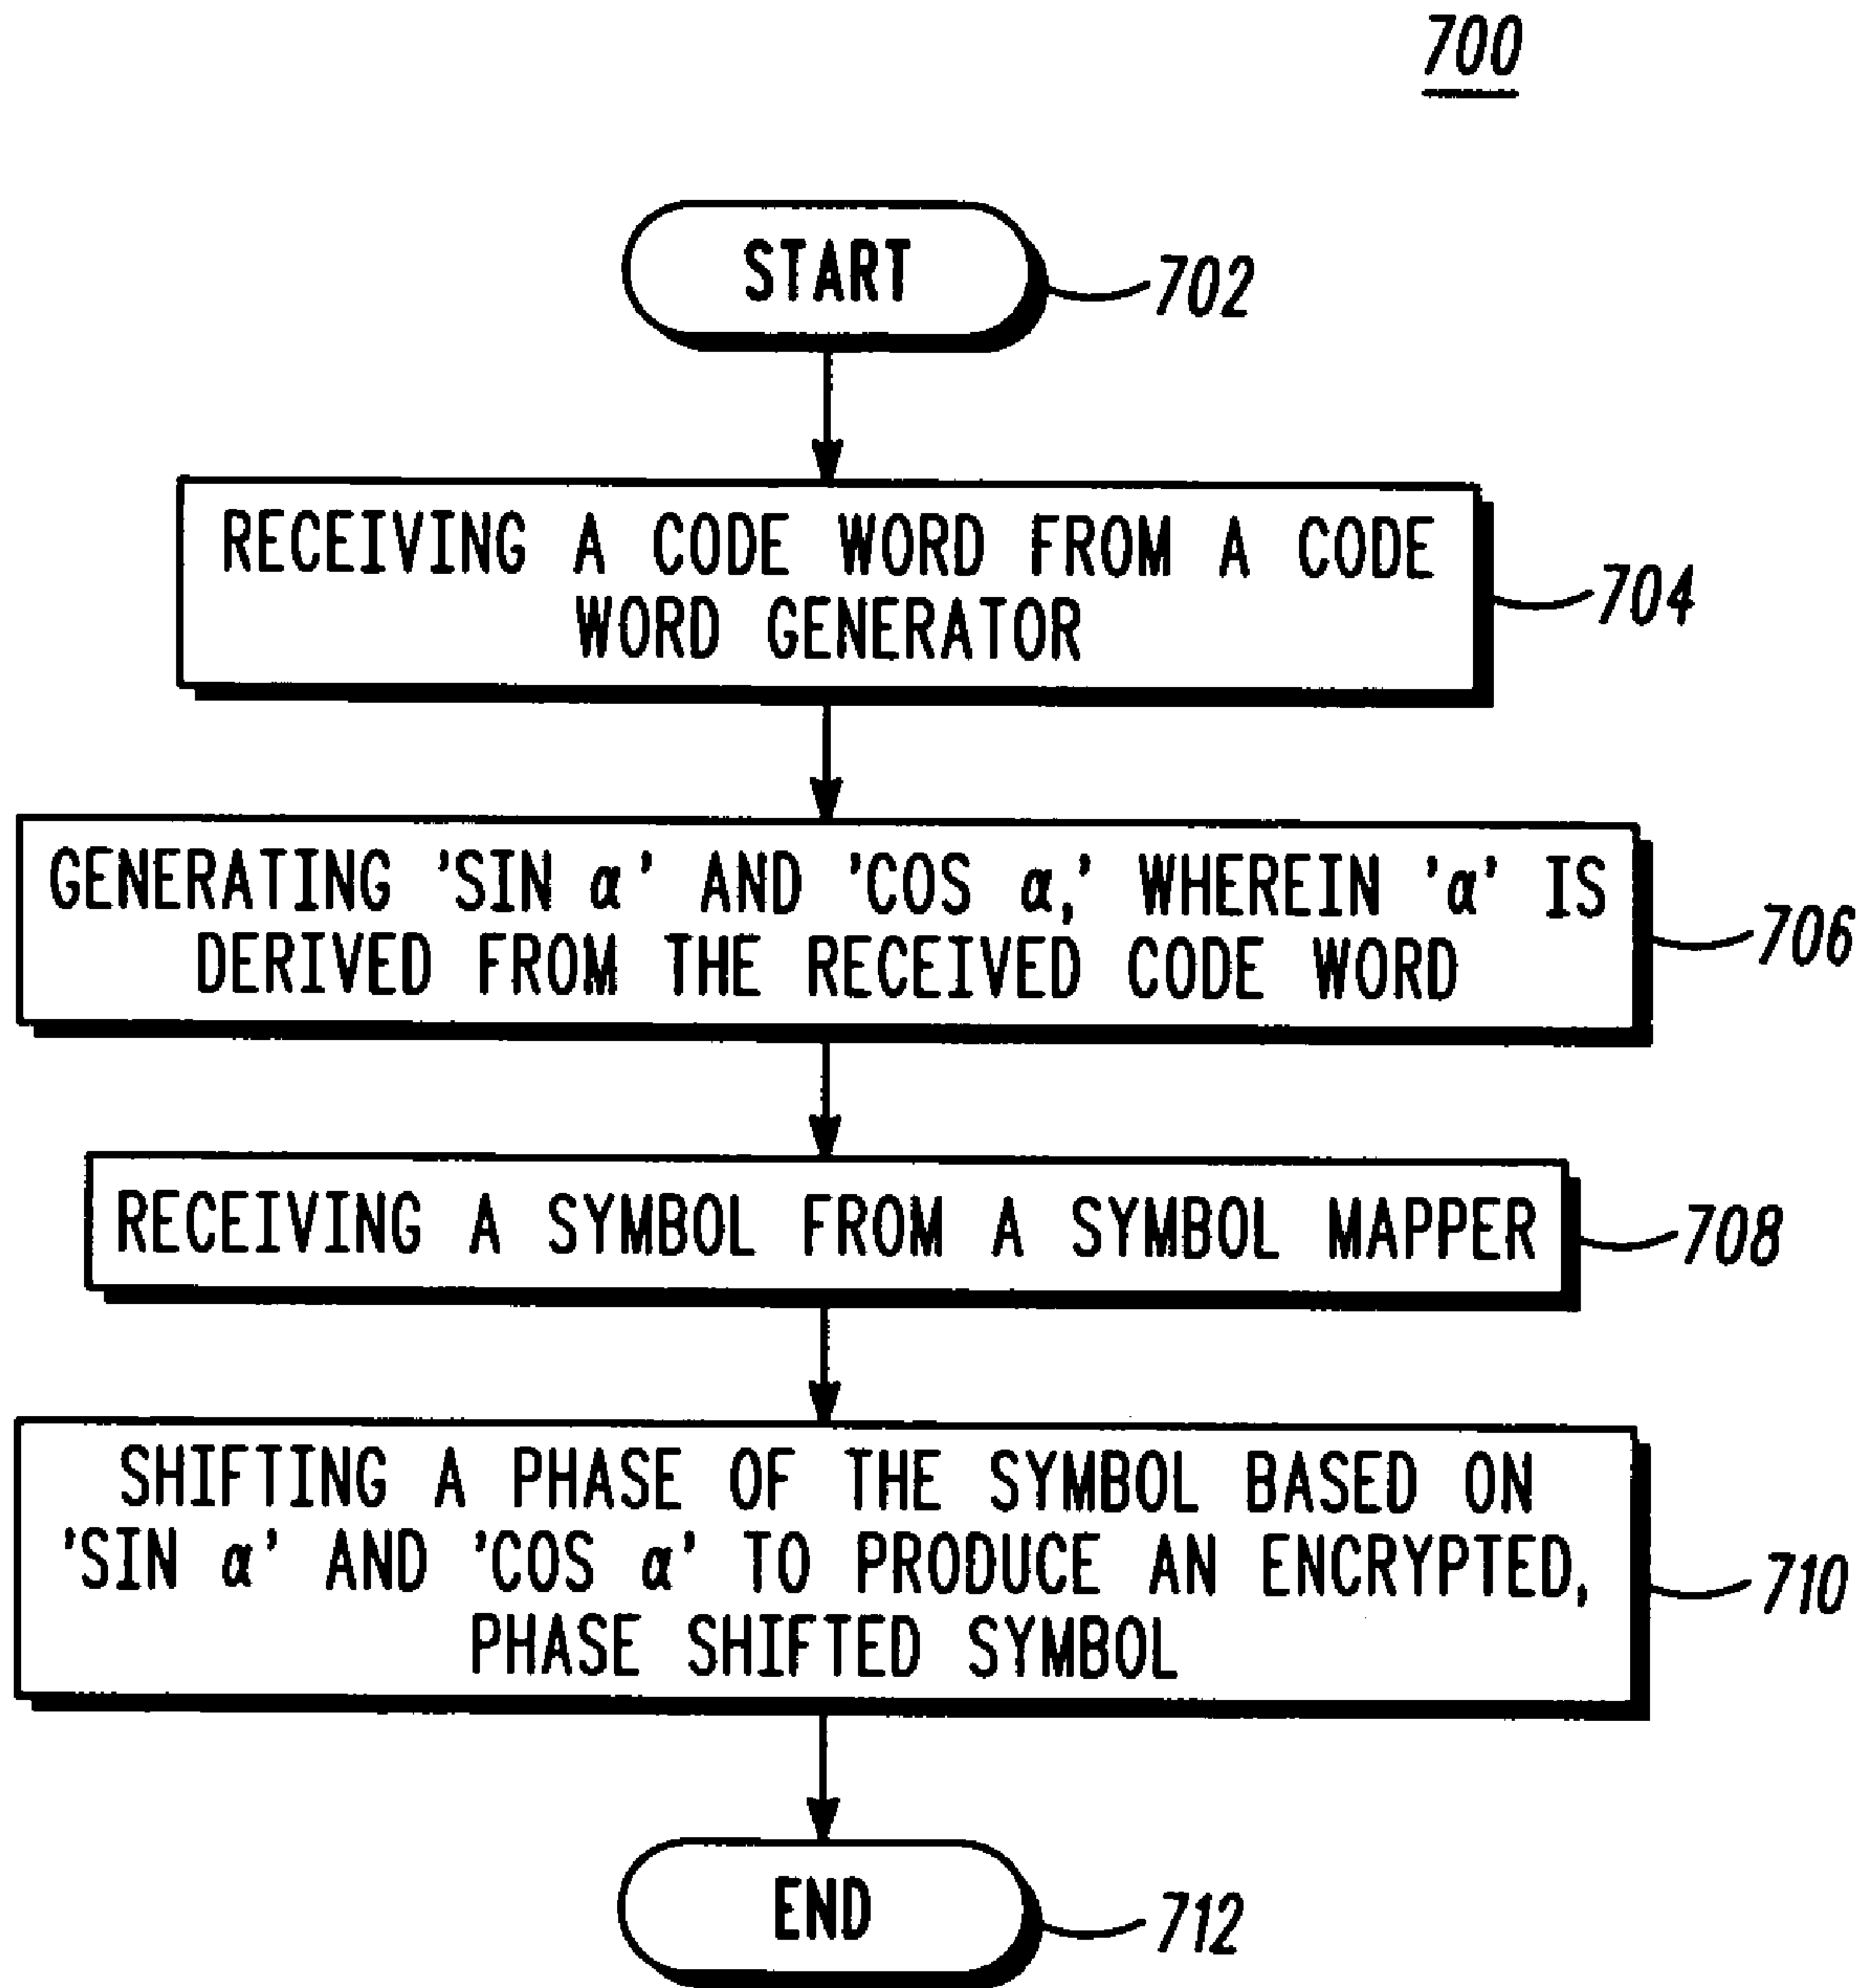 700
START
702
RECEIVING A CODE WORD FROM A CODE
WORD GENERATOR
704
GENERATING 'SIN α' AND 'COS α,' WHEREIN 'α' IS
DERIVED FROM THE RECEIVED CODE WORD
706
RECEIVING A SYMBOL FROM A SYMBOL MAPPER
708
SHIFTING A PHASE OF THE SYMBOL BASED ON
'SIN α' AND 'COS α' TO PRODUCE AN ENCRYPTED,
PHASE SHIFTED SYMBOL
710
END
712